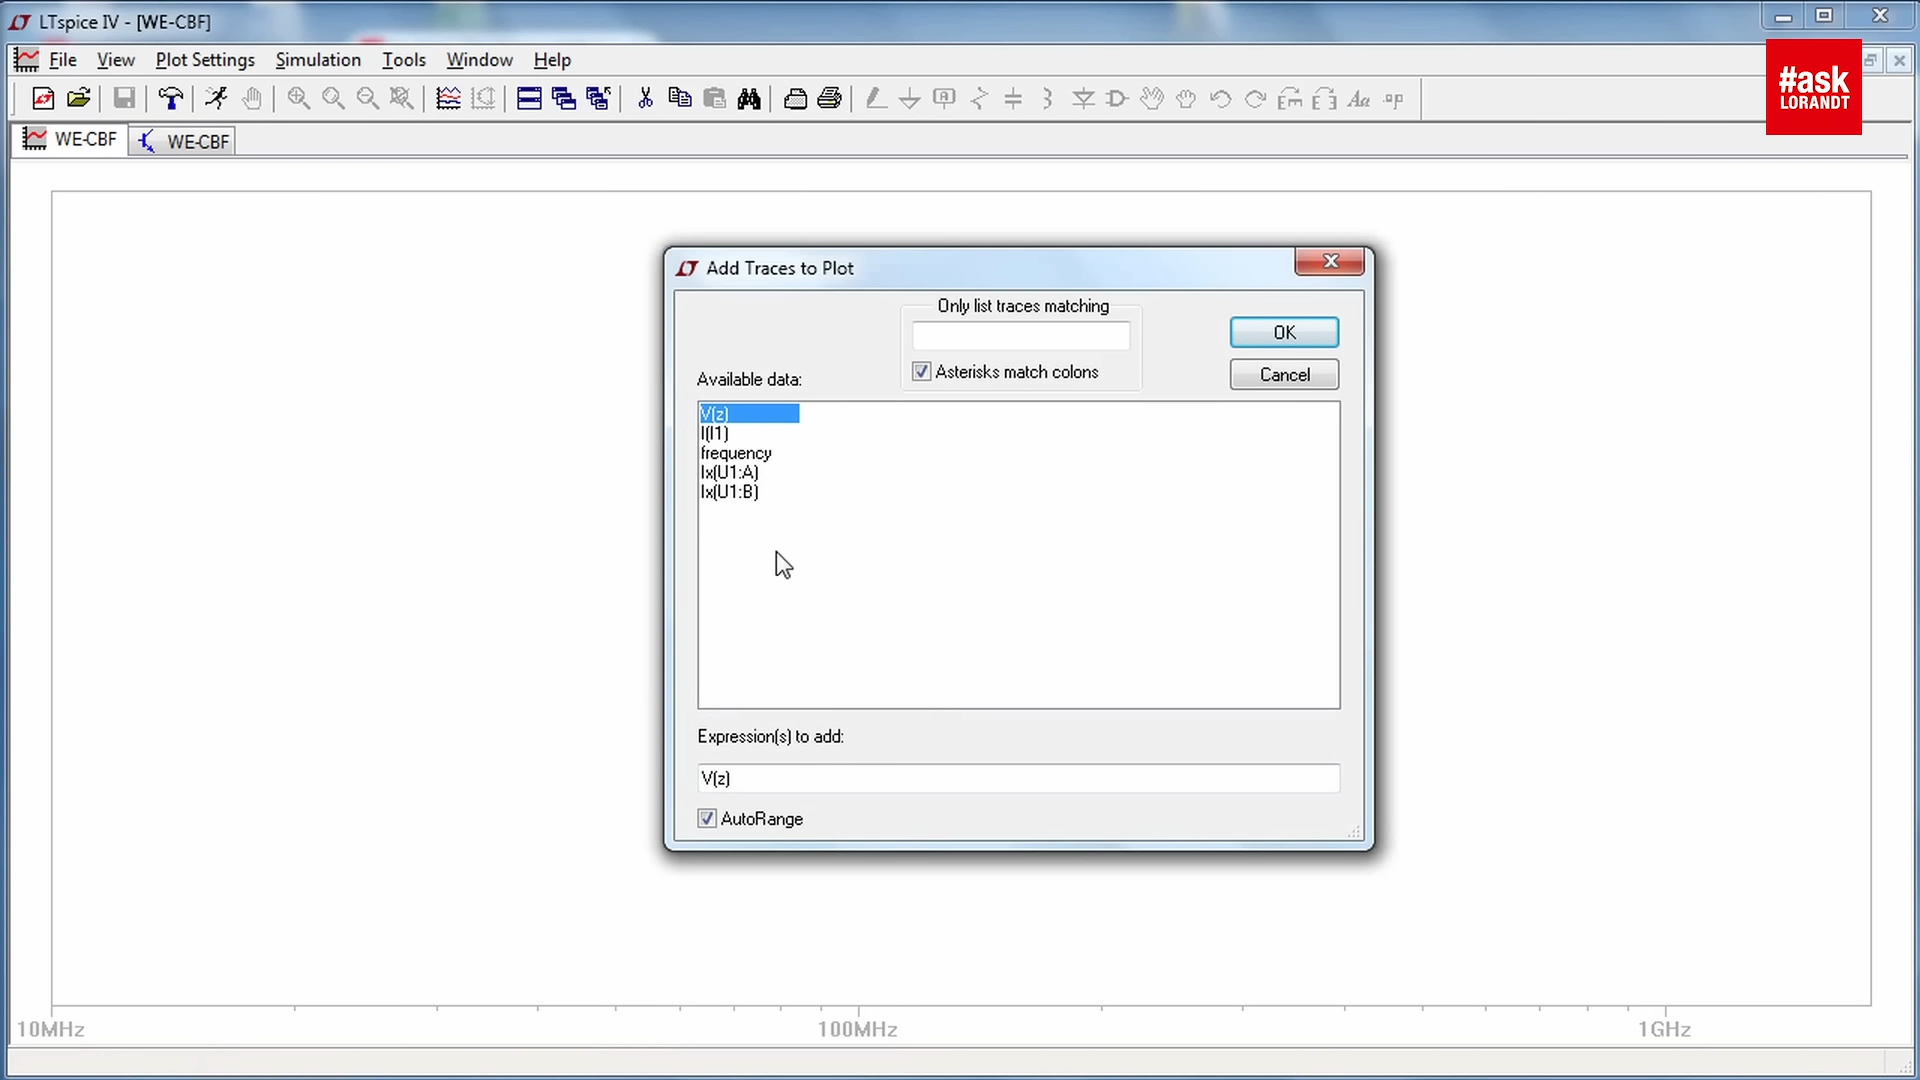 LTspice IV - [WE-CBF]
File View Plot Settings Simulation Tools Window Help
#ask
LORANDT
WE-CBF WE-CBF
Add Traces to Plot
Only list traces matching
OK
Asterisks match colons
Cancel
Available data:
V(z)
I(I1)
frequency
Ix(U1:A)
Ix(U1:B)
Expression(s) to add:
V(z)
AutoRange
10MHz 100MHz 1GHz